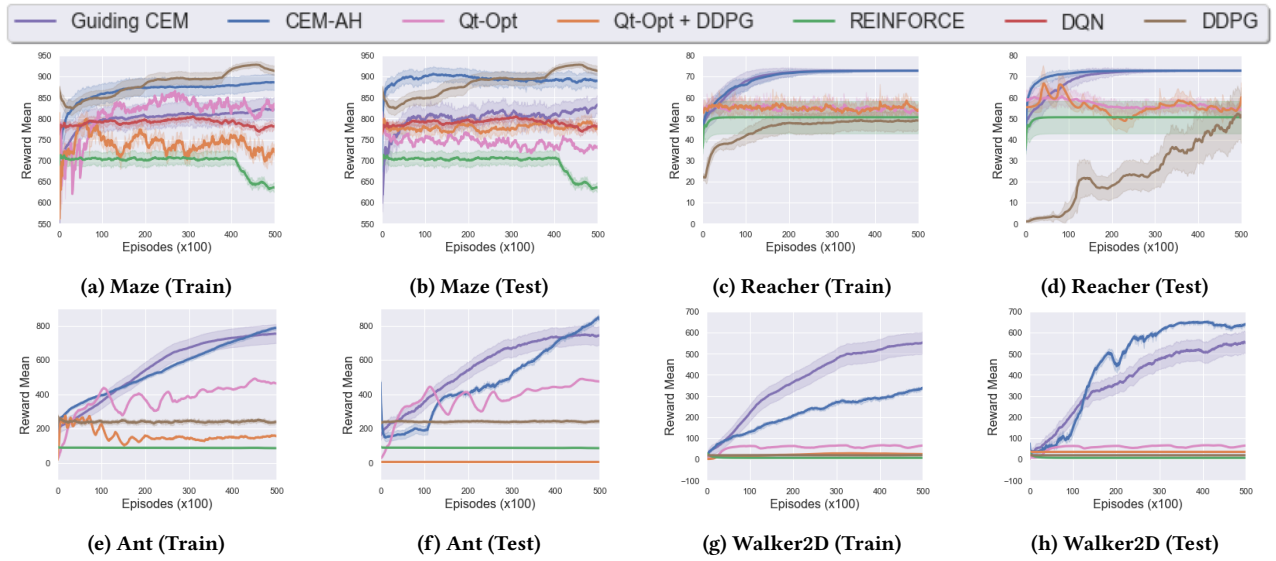 Guiding CEM CEM-AH Qt-Opt Qt-Opt + DDPG REINFORCE DQN DDPG
950
900
850
800
750
700
650
600
550
Reward Mean
0 100 200 300 400 500
Episodes (x100)
(a) Maze (Train)
950
900
850
800
750
700
650
600
550
Reward Mean
0 100 200 300 400 500
Episodes (x100)
(b) Maze (Test)
80
70
60
50
40
30
20
10
0
Reward Mean
0 100 200 300 400 500
Episodes (x100)
(c) Reacher (Train)
80
70
60
50
40
30
20
10
0
Reward Mean
0 100 200 300 400 500
Episodes (x100)
(d) Reacher (Test)
800
600
400
200
0
Reward Mean
0 100 200 300 400 500
Episodes (x100)
(e) Ant (Train)
800
600
400
200
0
Reward Mean
0 100 200 300 400 500
Episodes (x100)
(f) Ant (Test)
700
600
500
400
300
200
100
0
−100
Reward Mean
0 100 200 300 400 500
Episodes (x100)
(g) Walker2D (Train)
700
600
500
400
300
200
100
0
−100
Reward Mean
0 100 200 300 400 500
Episodes (x100)
(h) Walker2D (Test)